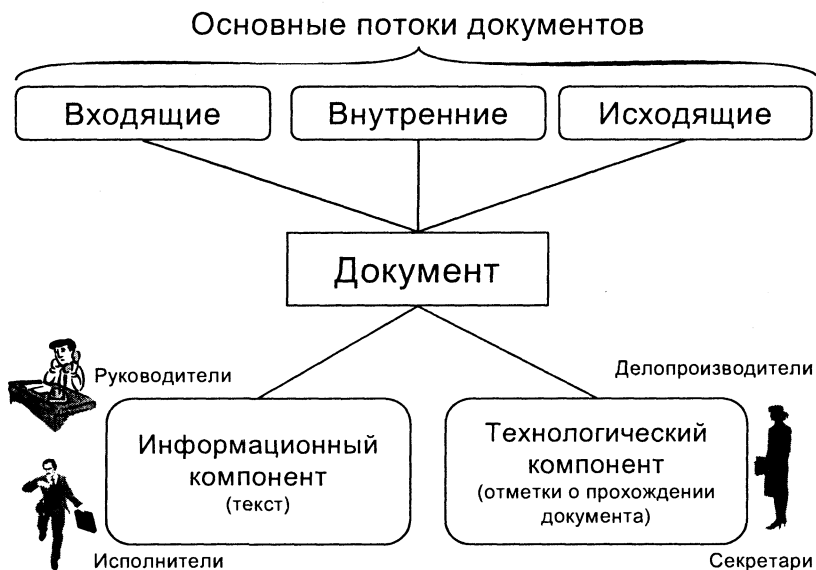 Основные потоки документов
Входящие
Внутренние
Исходящие
Документ
Руководители
Делопроизводители
Информационный
компонент
(текст)
Технологический
компонент
(отметки о прохождении
документа)
Исполнители
Секретари